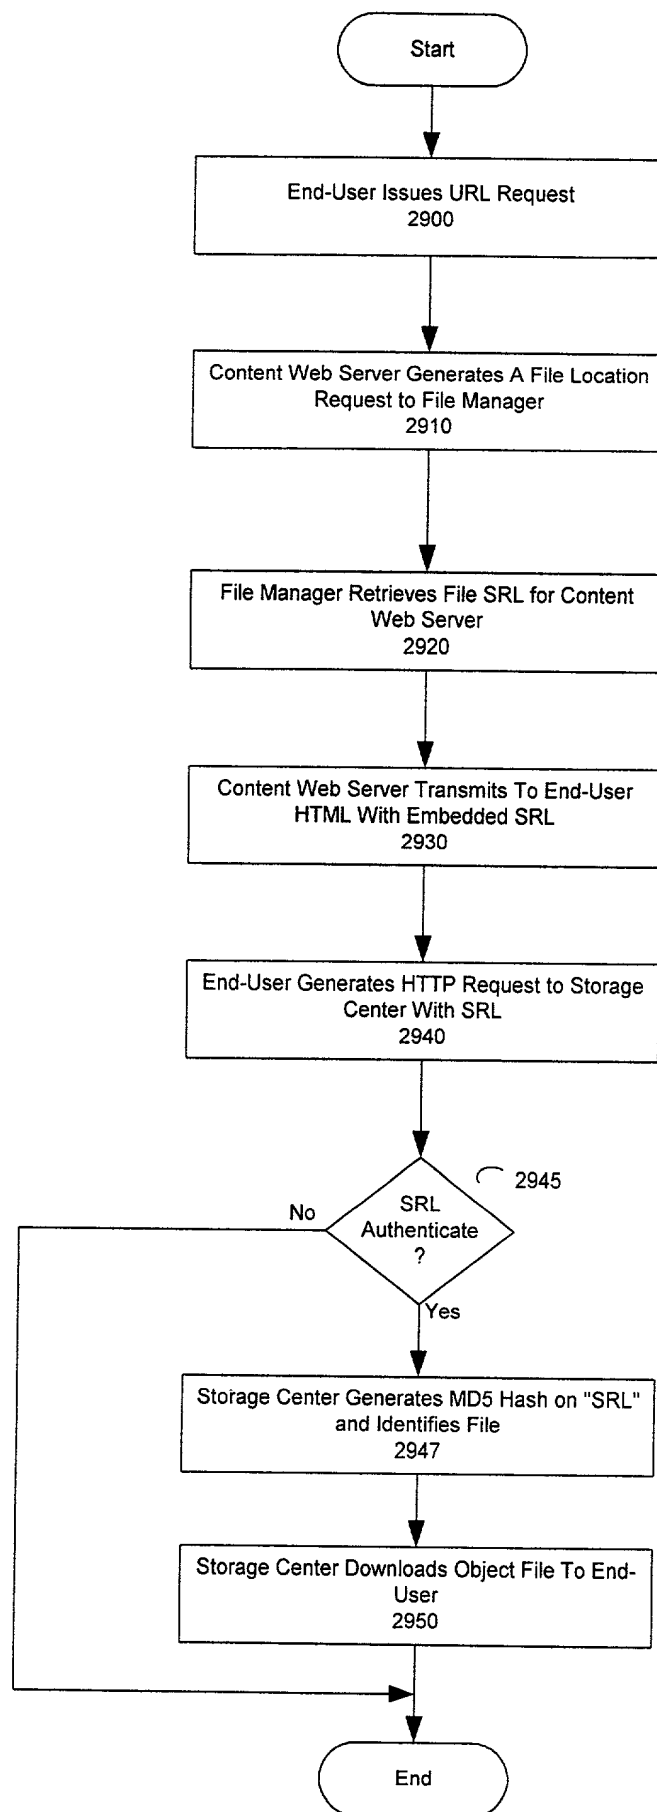 Start
End-User Issues URL Request
2900
Content Web Server Generates A File Location
Request to File Manager
2910
File Manager Retrieves File SRL for Content
Web Server
2920
Content Web Server Transmits To End-User
HTML With Embedded SRL
2930
End-User Generates HTTP Request to Storage
Center With SRL
2940
2945
No
SRL
Authenticate
?
Yes
Storage Center Generates MD5 Hash on "SRL"
and Identifies File
2947
Storage Center Downloads Object File To End-
User
2950
End